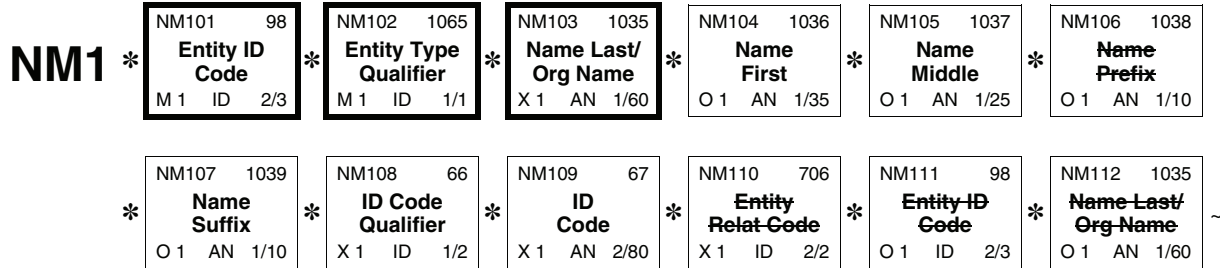 NM101 98 NM102 1065 NM103 1035 NM104 1036 NM105 1037 NM106 1038
NM1 * Entity ID * Entity Type * Name Last/ * Name * Name * Name
Code Qualifier Org Name First Middle Prefix
M 1 ID 2/3 M 1 ID 1/1 X 1 AN 1/60 O 1 AN 1/35 O 1 AN 1/25 O 1 AN 1/10
NM107 1039 NM108 66 NM109 67 NM110 706 NM111 98 NM112 1035
* Name * ID Code * ID * Entity * Entity ID * Name Last/ ~
Suffix Qualifier Code Relat Code Code Org Name
O 1 AN 1/10 X 1 ID 1/2 X 1 AN 2/80 X 1 ID 2/2 O 1 ID 2/3 O 1 AN 1/60